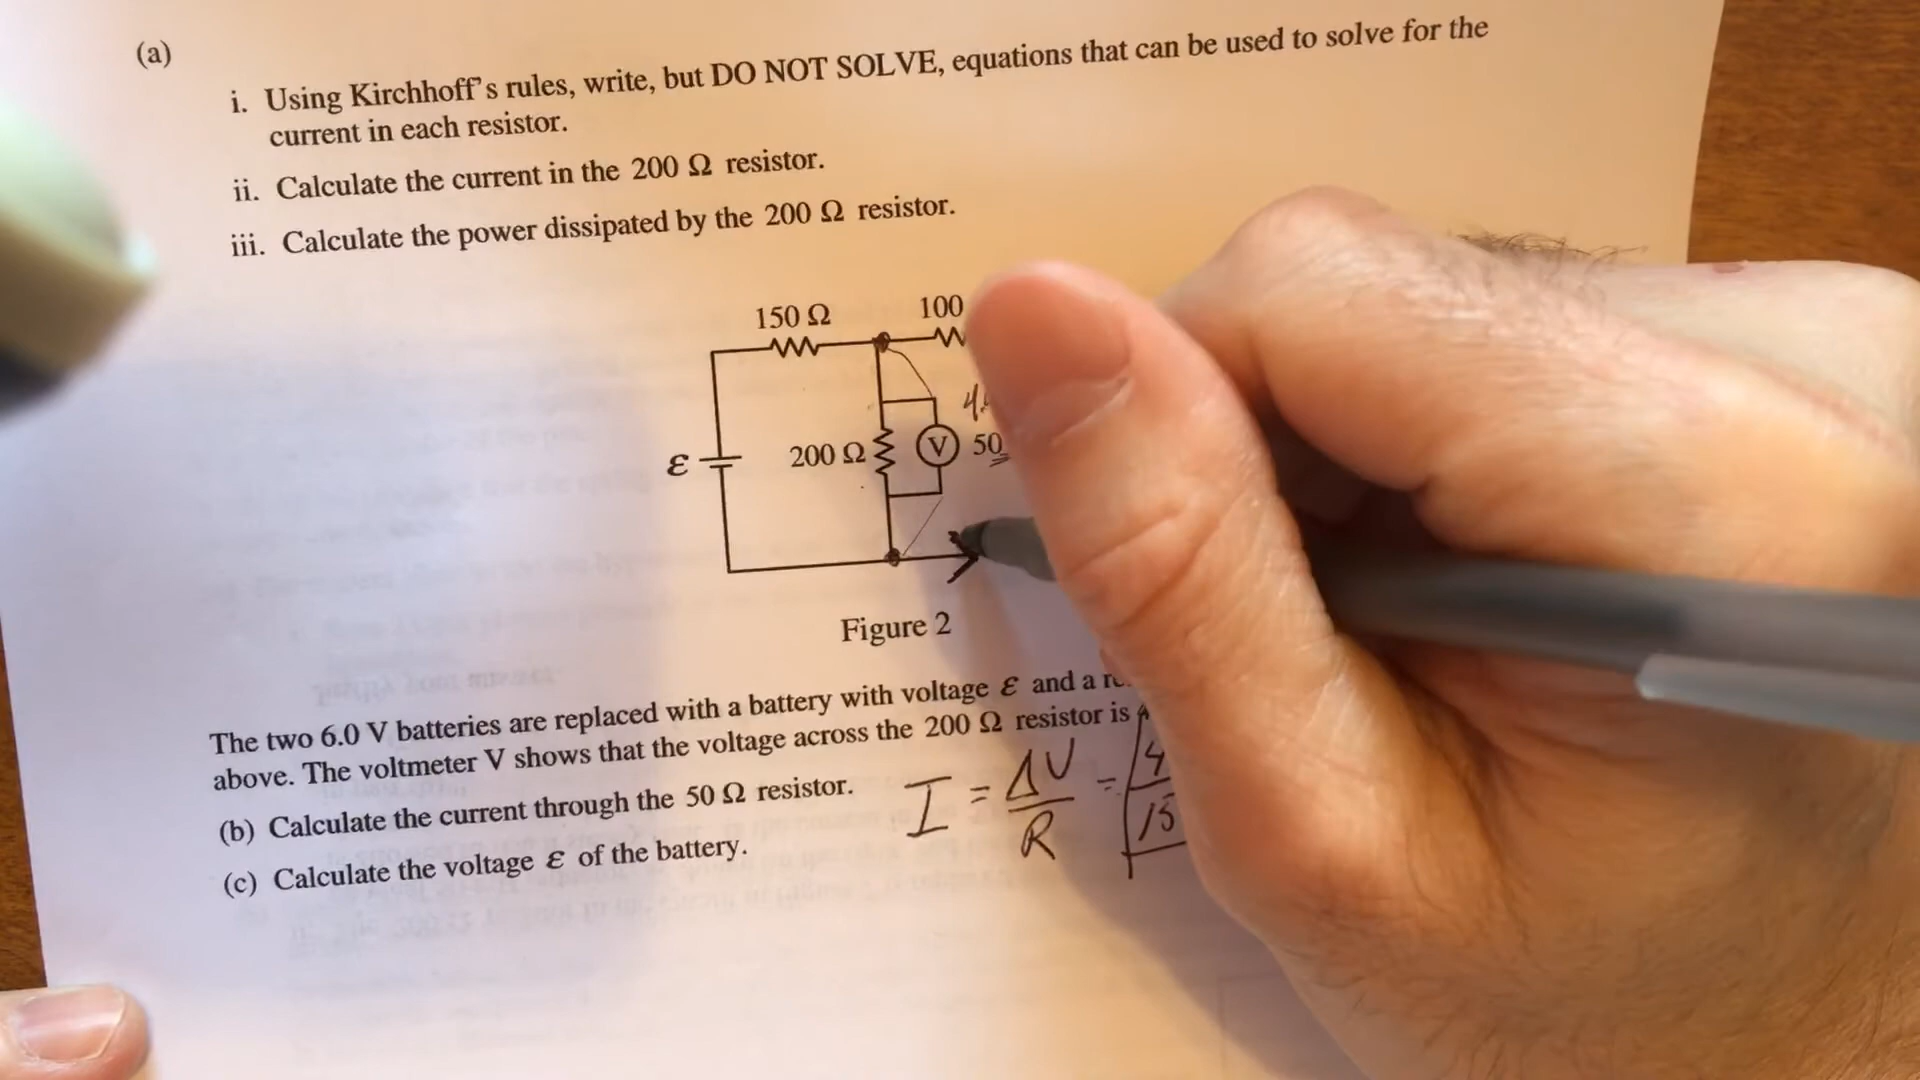 (a)
i. Using Kirchhoff's rules, write, but DO NOT SOLVE, equations that can be used to solve for the
current in each resistor.
ii. Calculate the current in the 200 Ω resistor.
iii. Calculate the power dissipated by the 200 Ω resistor.
150 Ω 100
4.
ε 200 Ω V 50
Figure 2
The two 6.0 V batteries are replaced with a battery with voltage ε and a
above. The voltmeter V shows that the voltage across the 200 Ω resistor is
(b) Calculate the current through the 50 Ω resistor.
I = ΔV/R = 4/15
(c) Calculate the voltage ε of the battery.